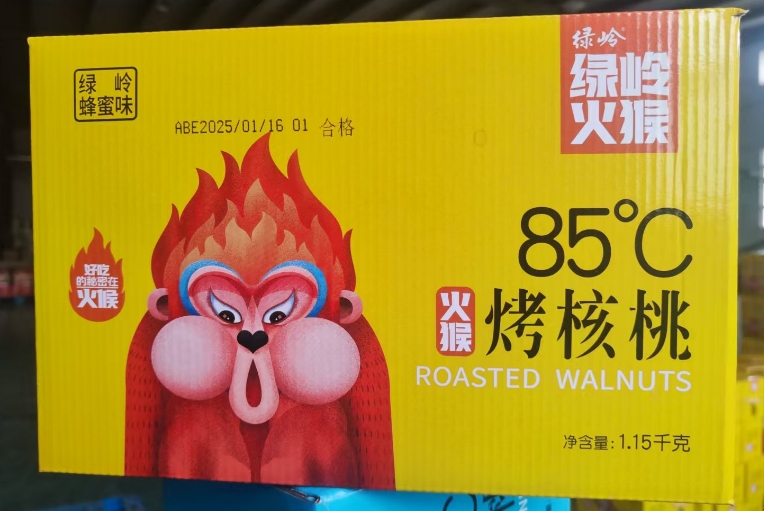 绿岭
蜂蜜味
ABE2025/01/16 01 合格
绿岭
绿岭
火猴
好吃
的秘密在
火候
85℃
火猴
烤核桃
ROASTED WALNUTS
净含量: 1.15千克